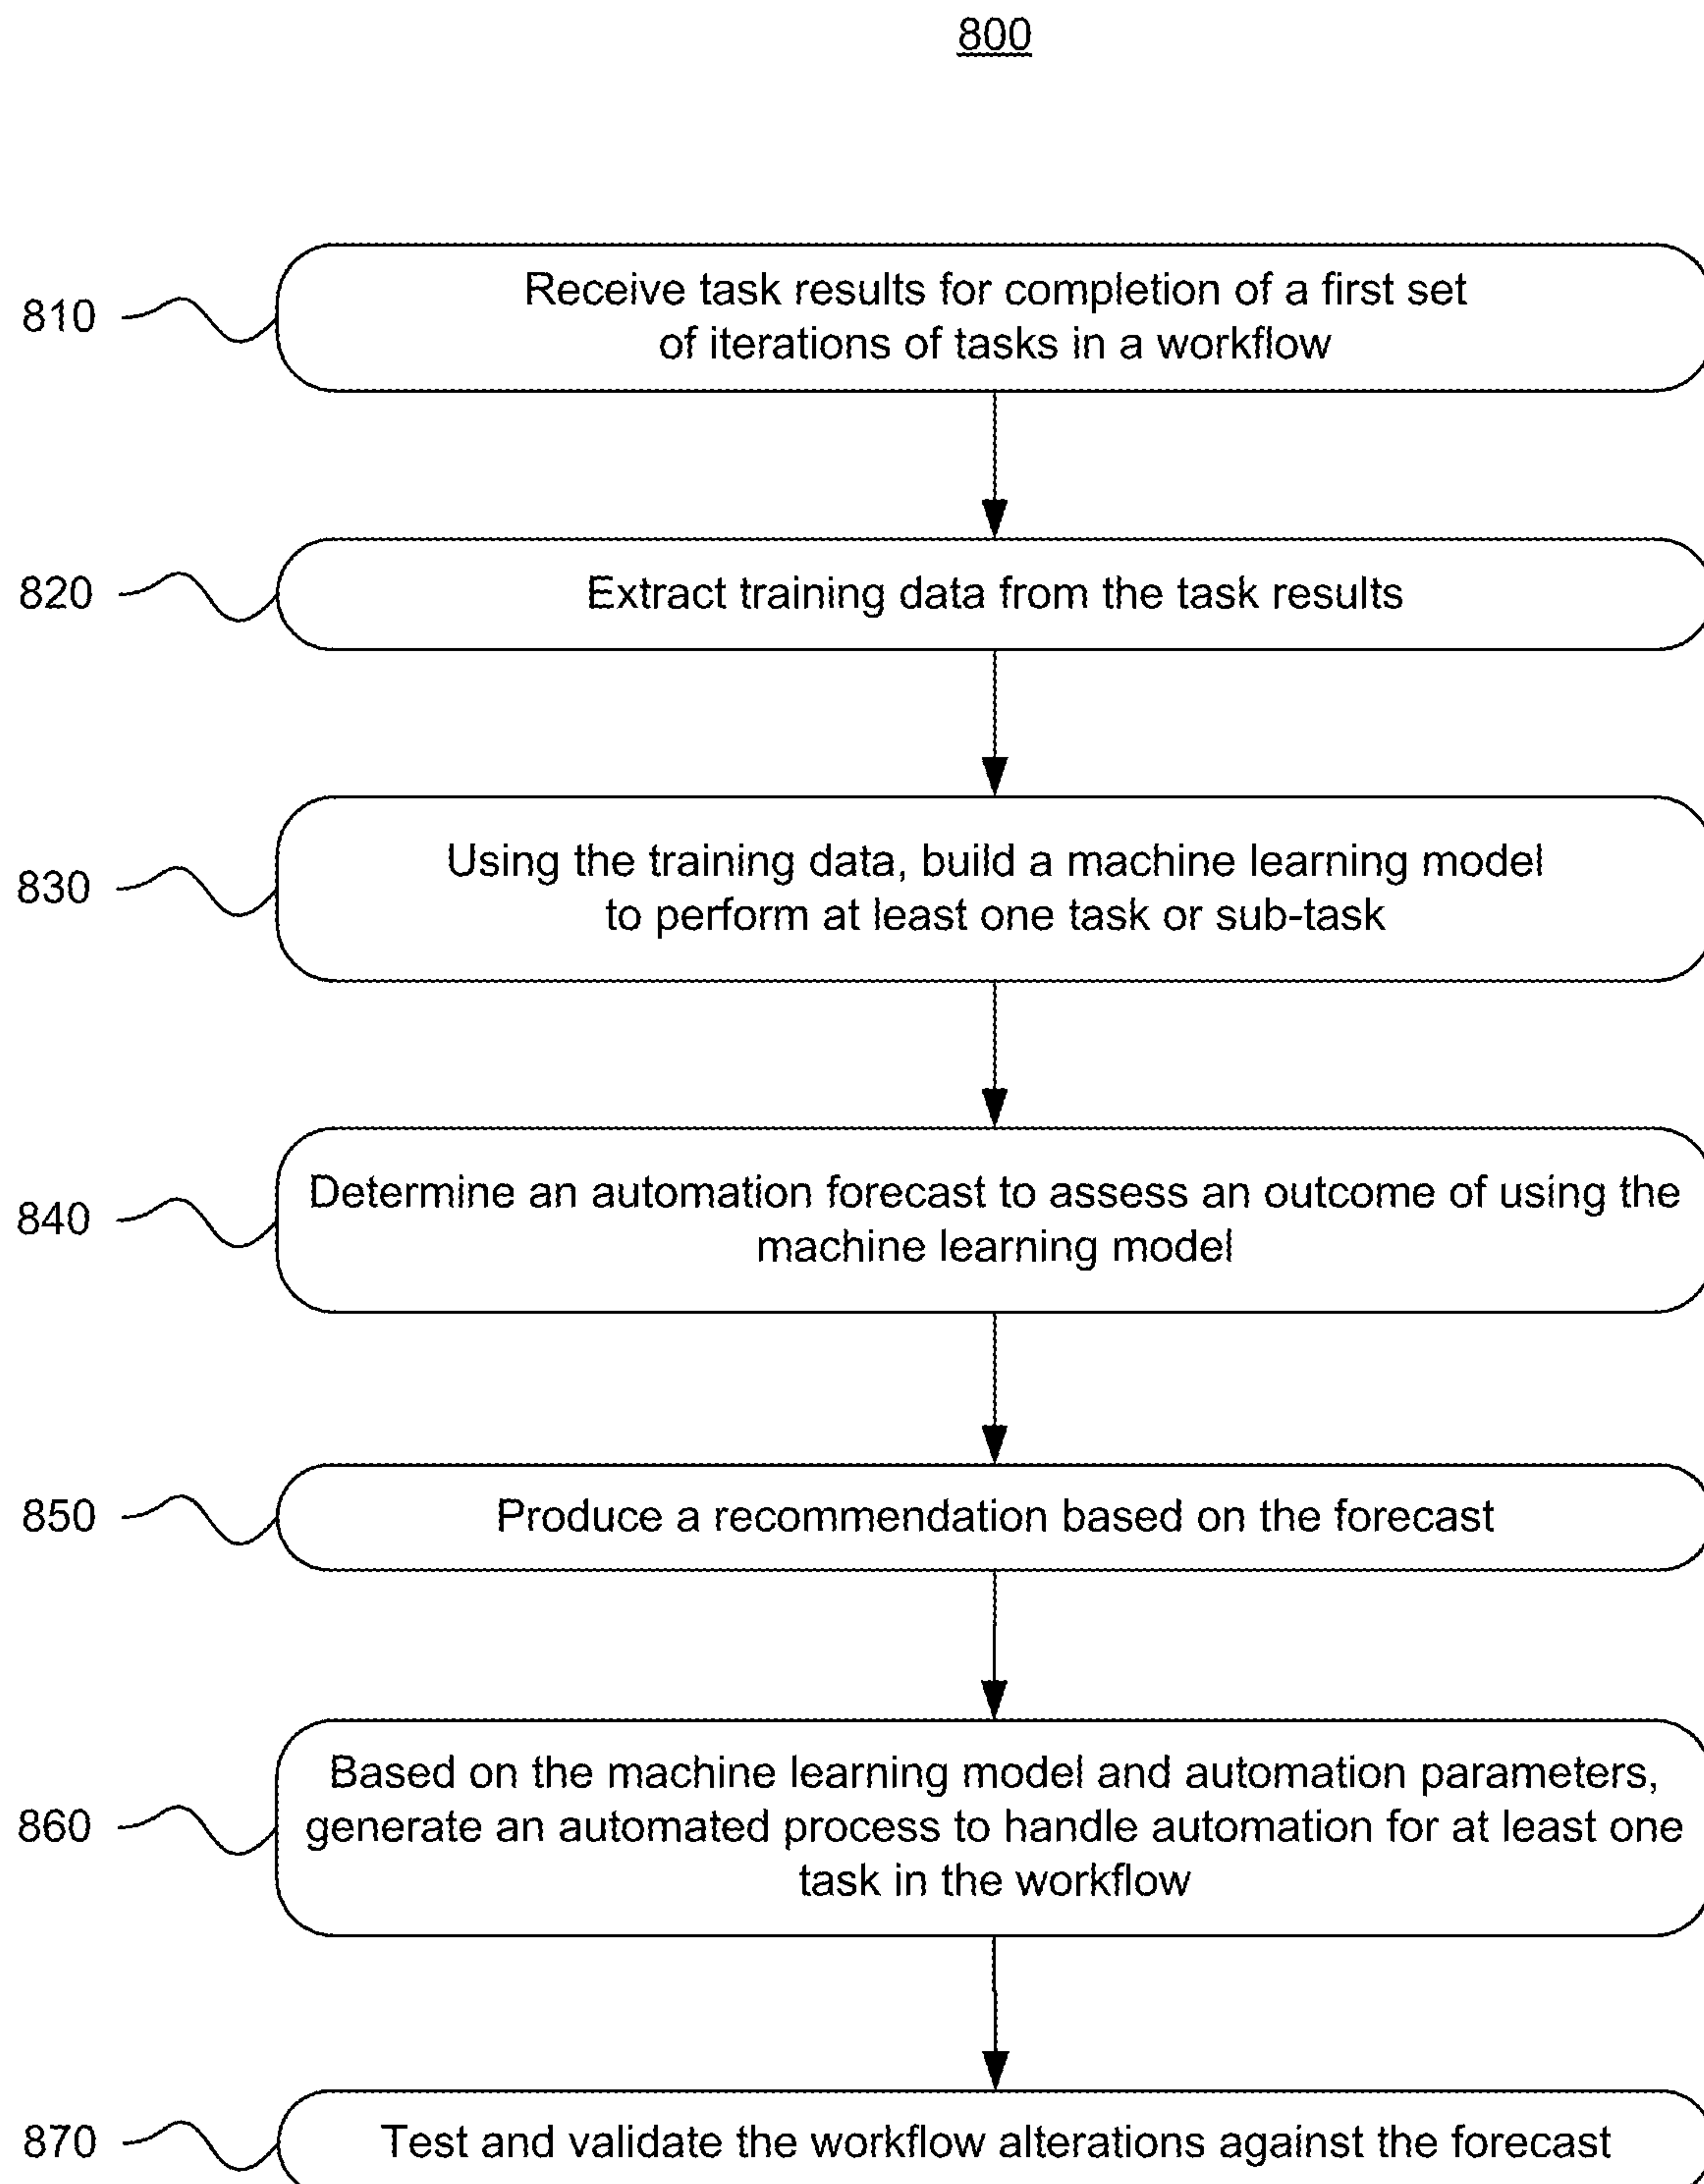 800
810
Receive task results for completion of a first set
of iterations of tasks in a workflow
820
Extract training data from the task results
830
Using the training data, build a machine learning model
to perform at least one task or sub-task
840
Determine an automation forecast to assess an outcome of using the
machine learning model
850
Produce a recommendation based on the forecast
860
Based on the machine learning model and automation parameters,
generate an automated process to handle automation for at least one
task in the workflow
870
Test and validate the workflow alterations against the forecast